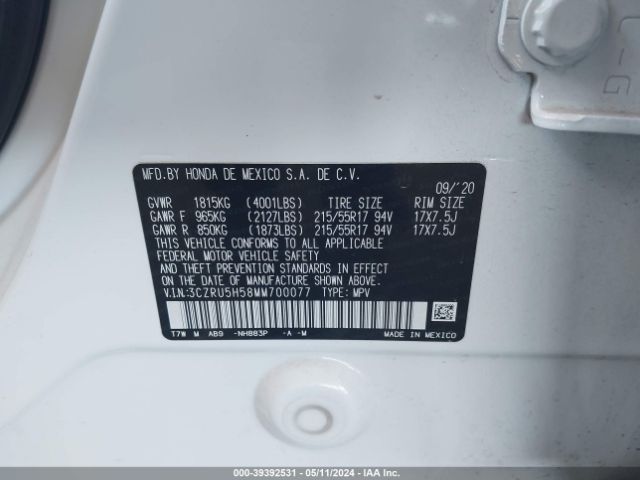 MFD.BY HONDA DE MEXICO S.A. DE C.V.
09/'20
GVWR 1815KG (4001LBS) TIRE SIZE RIM SIZE
GAWR F 965KG (2127LBS) 215/55R17 94V 17X7.5J
GAWR R 850KG (1873LBS) 215/55R17 94V 17X7.5J
THIS VEHICLE CONFORMS TO ALL APPLICABLE
FEDERAL MOTOR VEHICLE SAFETY
AND THEFT PREVENTION STANDARDS IN EFFECT
ON THE DATE OF MANUFACTURE SHOWN ABOVE.
V.I.N:3CZRU5H58MM700077 TYPE: MPV
T7W M AB9 -NH883P -A -M MADE IN MEXICO
000-39392531 - 05/11/2024 - IAA Inc.